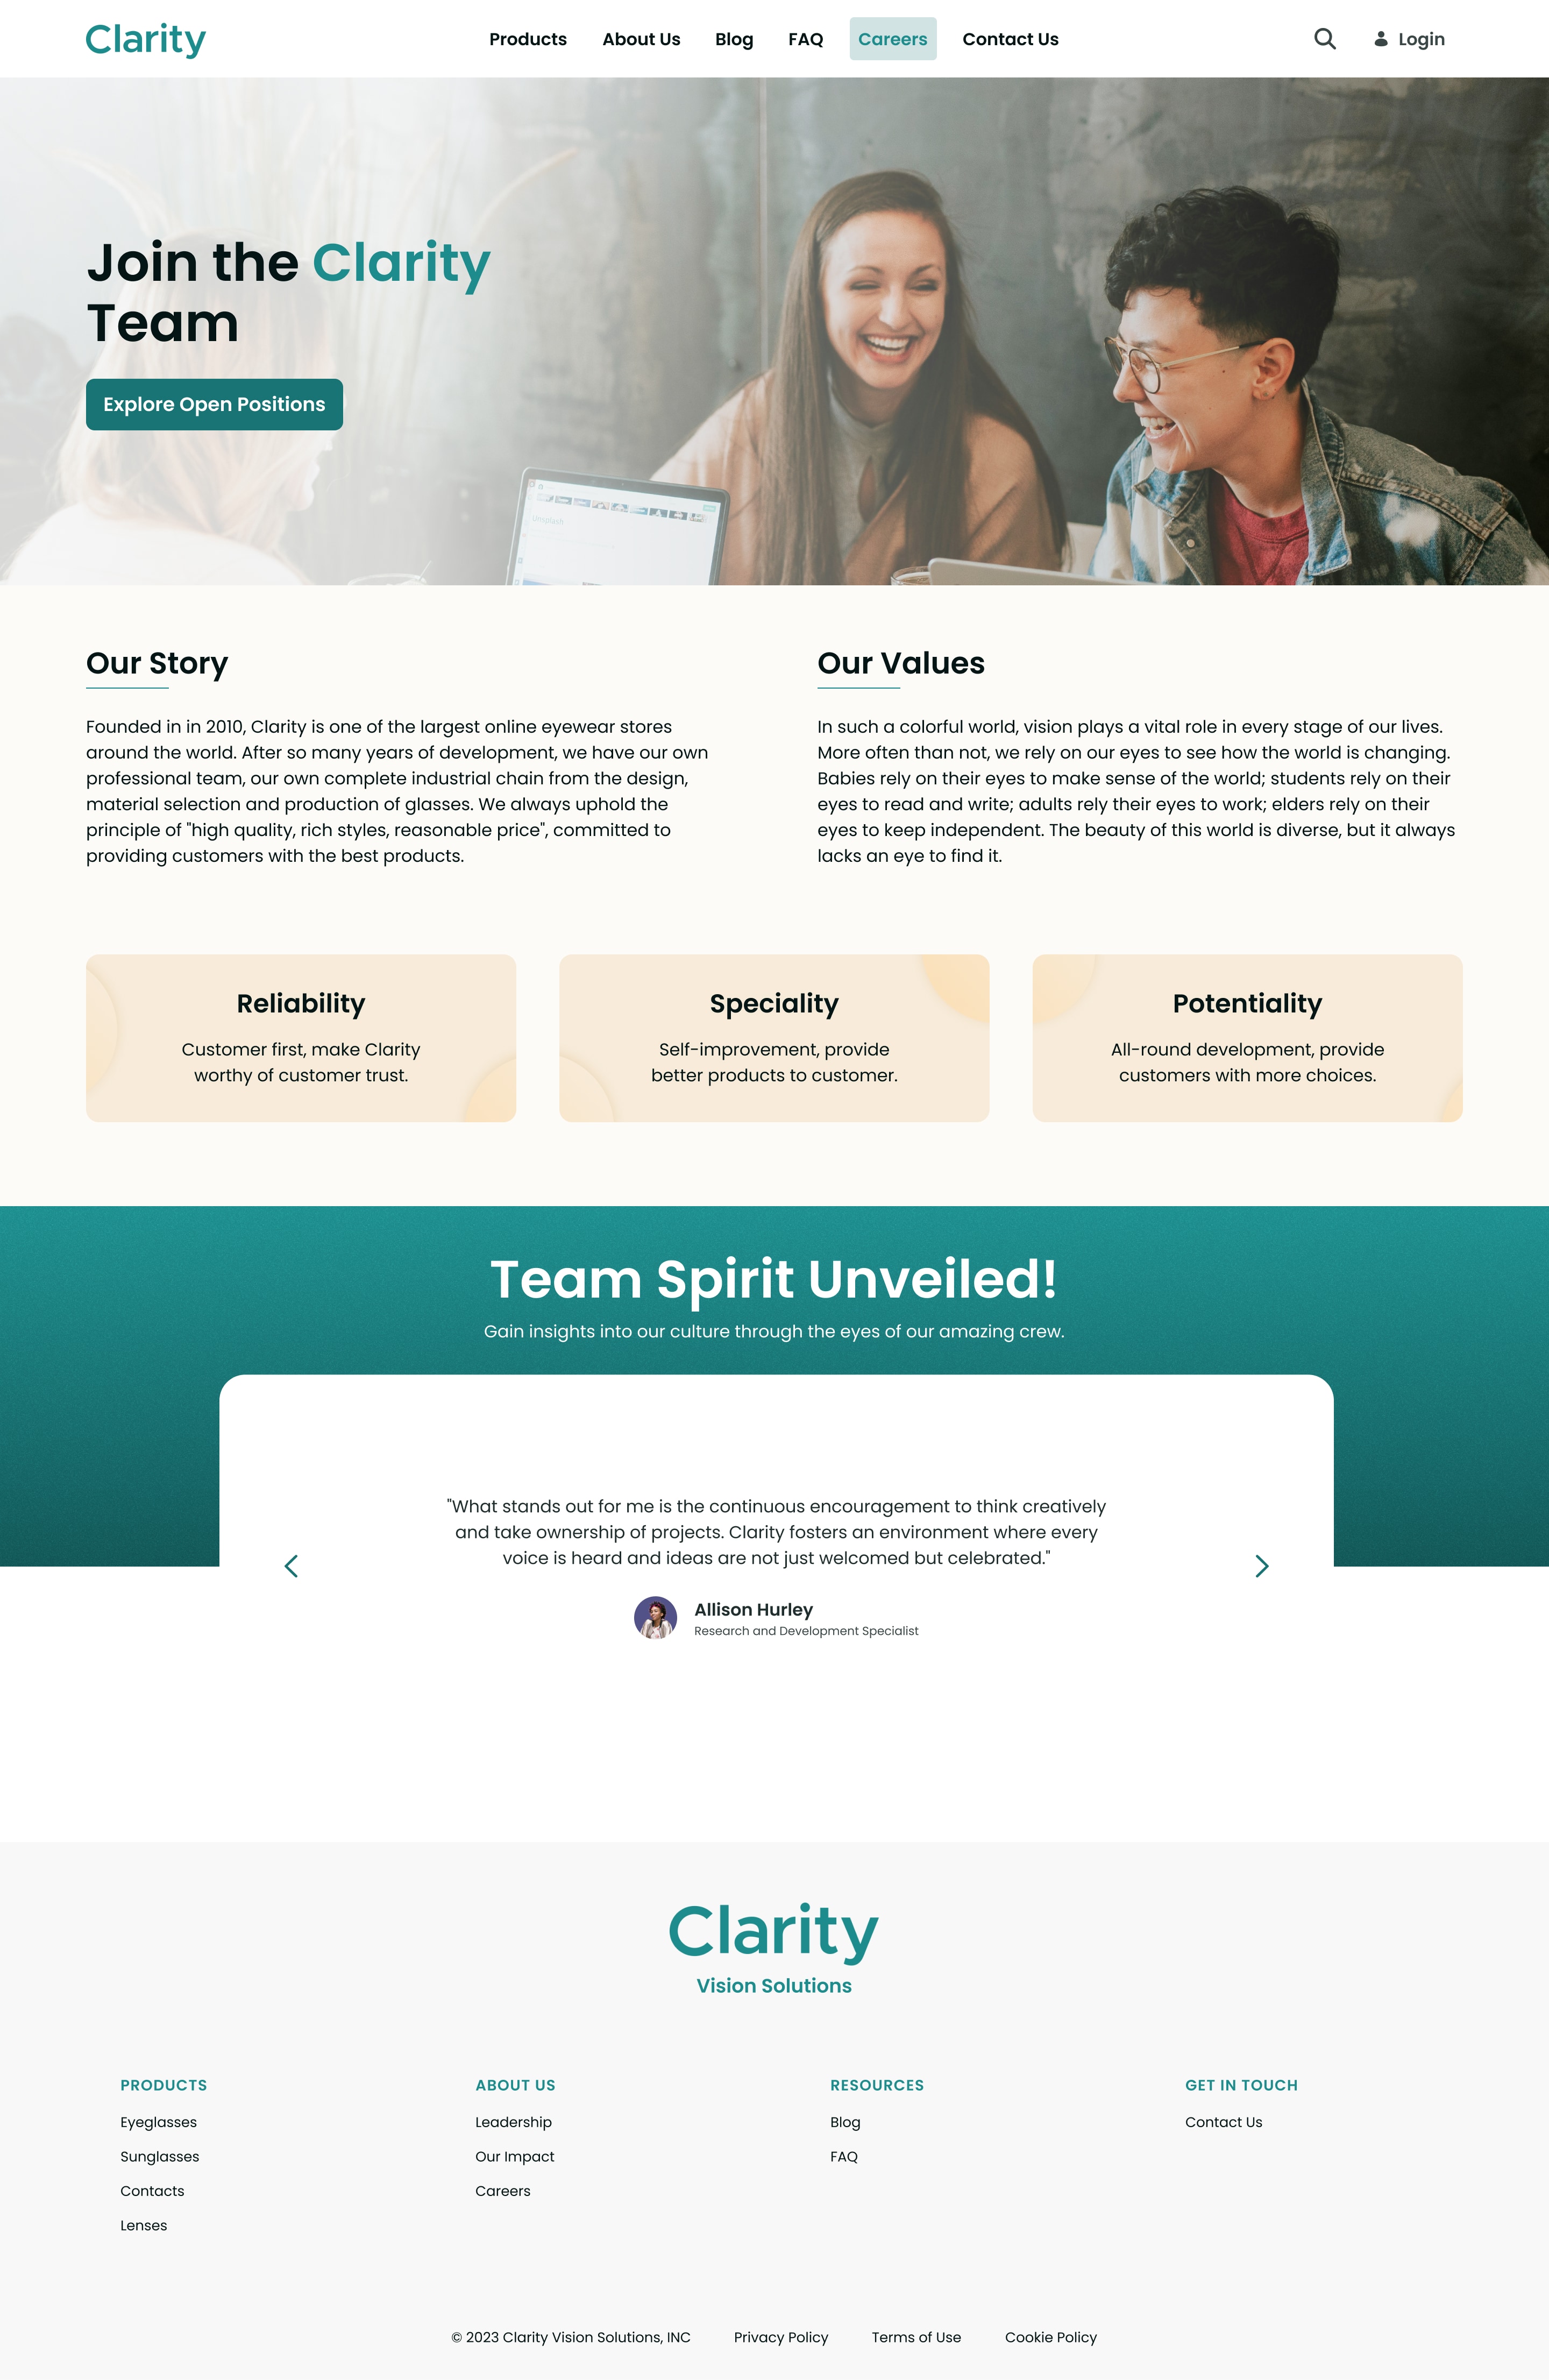 Clarity
Products
About Us
Blog
FAQ
Careers
Contact Us
Login
Join the Clarity
Team
Explore Open Positions
Unsplash
Our Story
Founded in in 2010, Clarity is one of the largest online eyewear stores
around the world. After so many years of development, we have our own
professional team, our own complete industrial chain from the design,
material selection and production of glasses. We always uphold the
principle of "high quality, rich styles, reasonable price", committed to
providing customers with the best products.
Our Values
In such a colorful world, vision plays a vital role in every stage of our lives.
More often than not, we rely on our eyes to see how the world is changing.
Babies rely on their eyes to make sense of the world; students rely on their
eyes to read and write; adults rely their eyes to work; elders rely on their
eyes to keep independent. The beauty of this world is diverse, but it always
lacks an eye to find it.
Reliability
Customer first, make Clarity
worthy of customer trust.
Speciality
Self-improvement, provide
better products to customer.
Potentiality
All-round development, provide
customers with more choices.
Team Spirit Unveiled!
Gain insights into our culture through the eyes of our amazing crew.
"What stands out for me is the continuous encouragement to think creatively
and take ownership of projects. Clarity fosters an environment where every
voice is heard and ideas are not just welcomed but celebrated."
Allison Hurley
Research and Development Specialist
Clarity
Vision Solutions
PRODUCTS
Eyeglasses
Sunglasses
Contacts
Lenses
ABOUT US
Leadership
Our Impact
Careers
RESOURCES
Blog
FAQ
GET IN TOUCH
Contact Us
© 2023 Clarity Vision Solutions, INC
Privacy Policy
Terms of Use
Cookie Policy